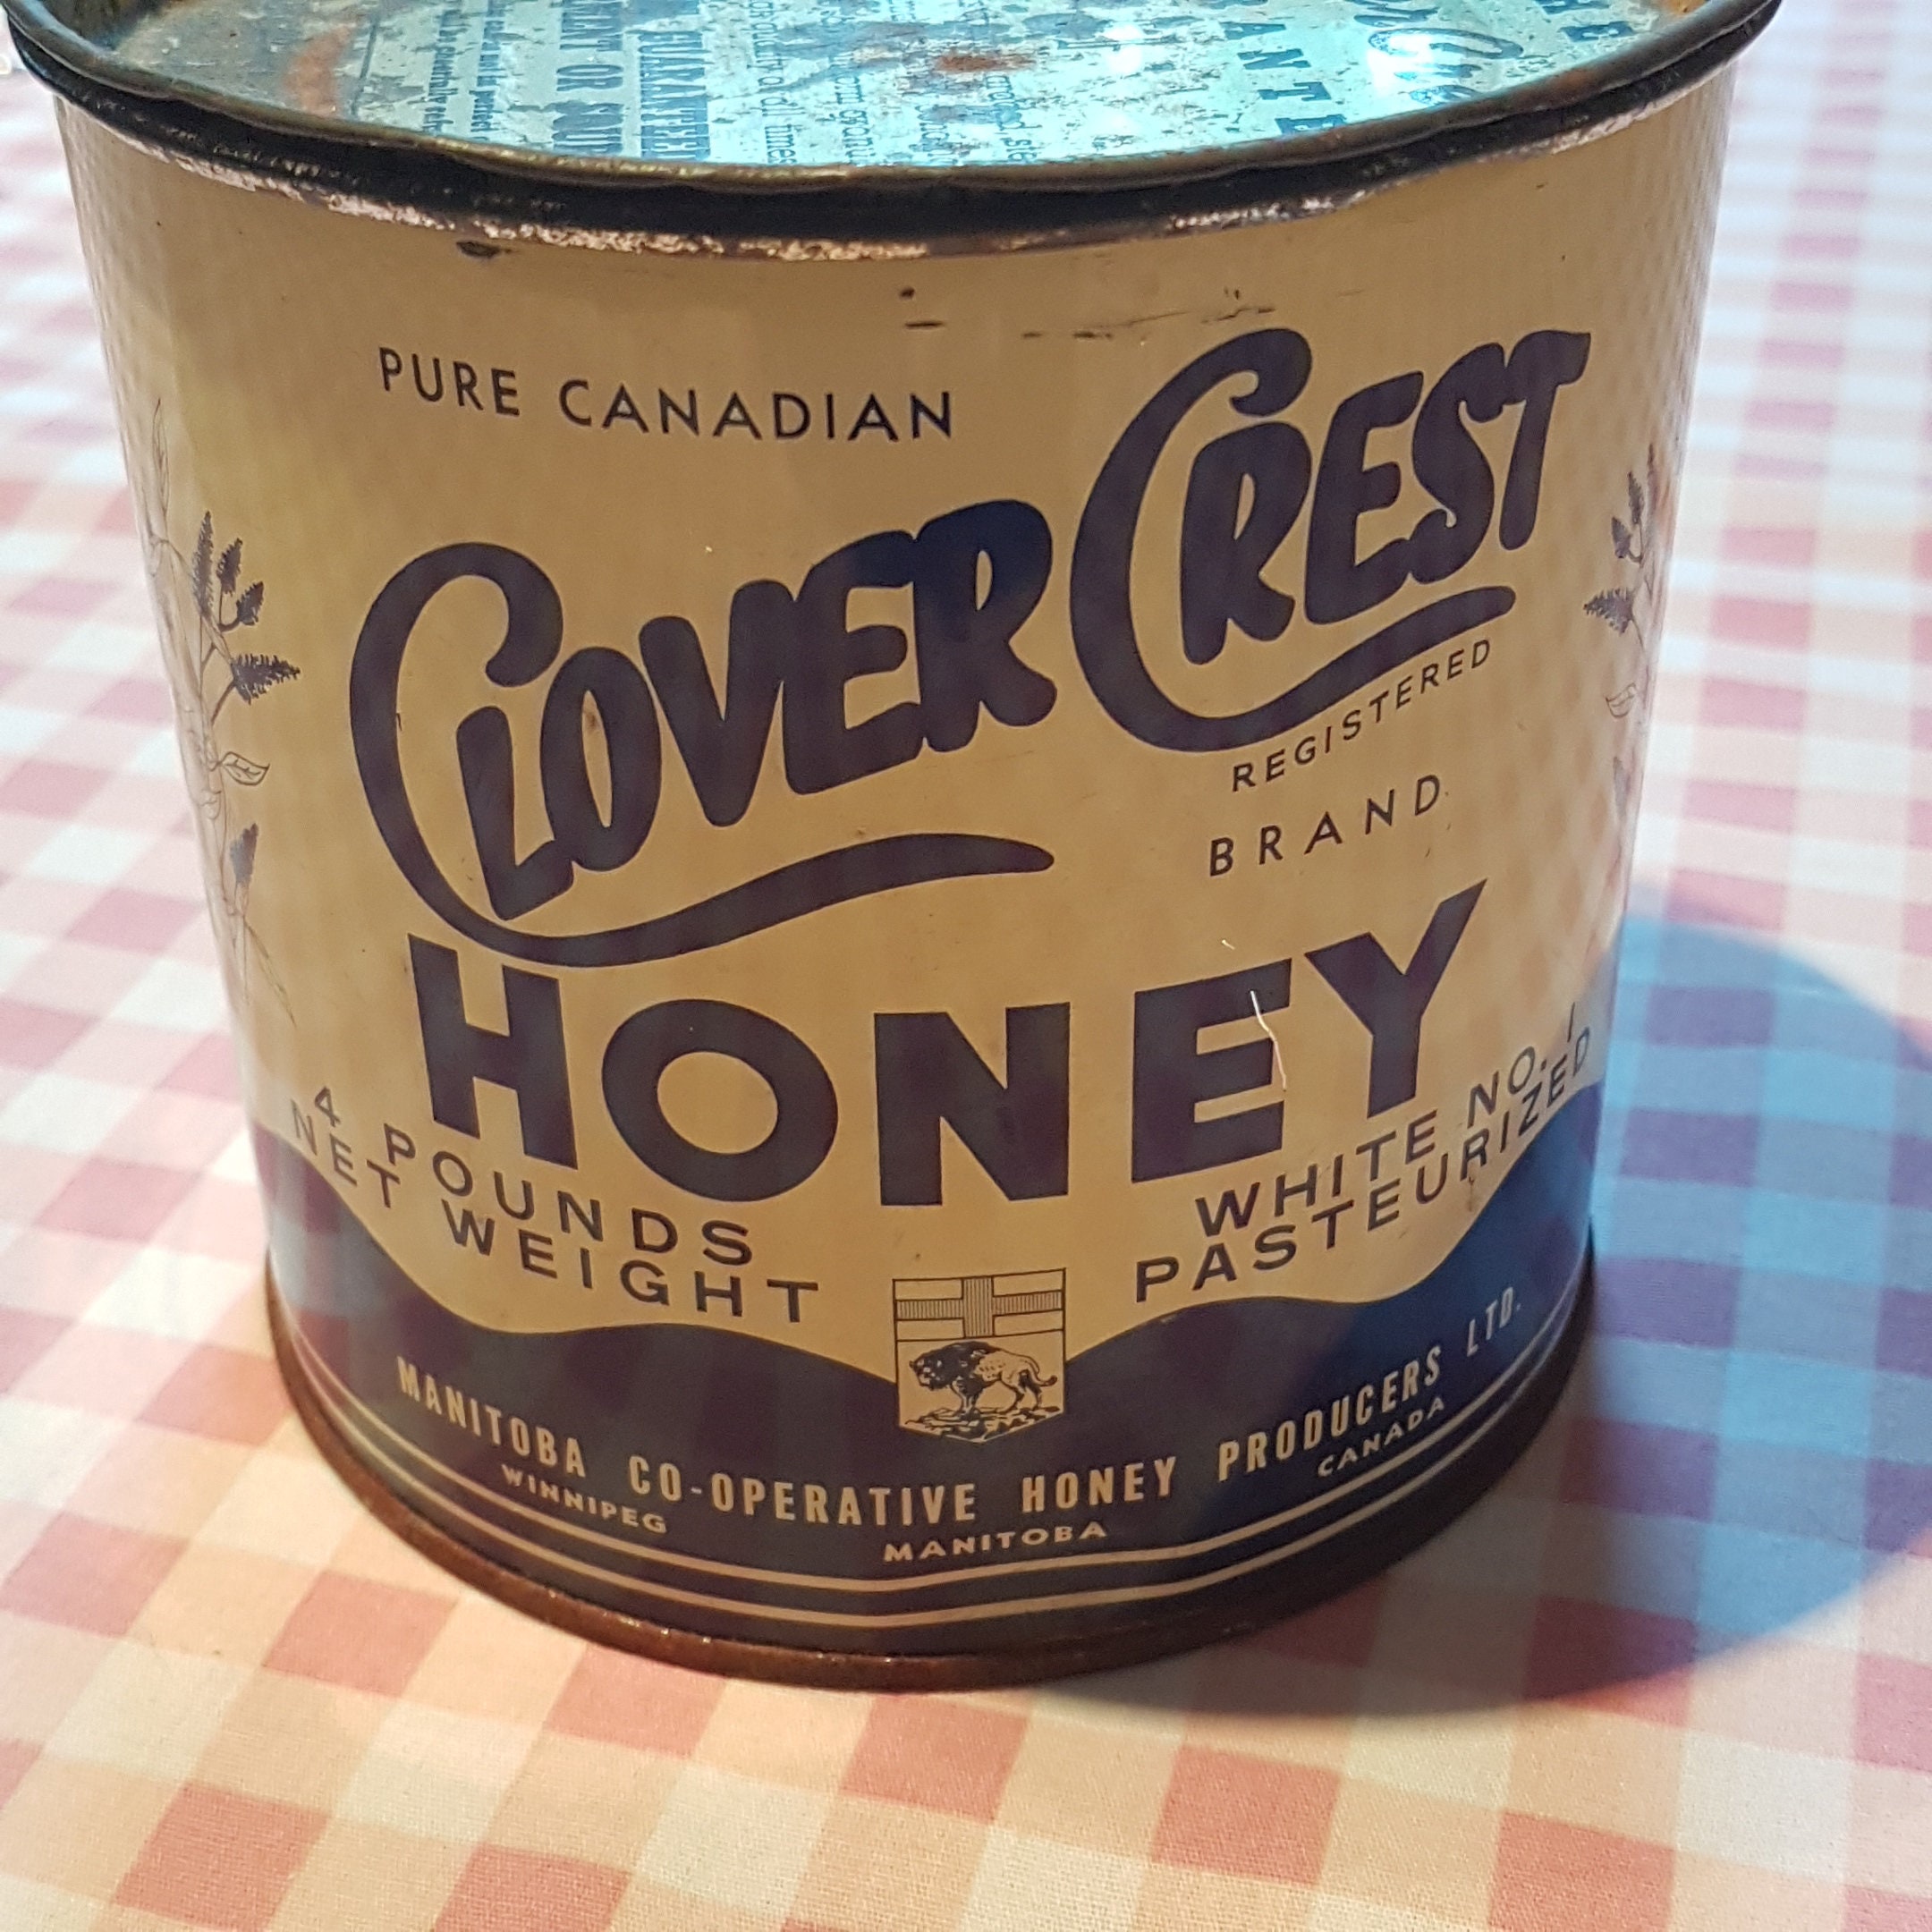 PURE CANADIAN
CLOVER CREST
REGISTERED
BRAND
HONEY
4 POUNDS
NET WEIGHT
WHITE NO. 1
PASTEURIZED
MANITOBA CO-OPERATIVE HONEY PRODUCERS LTD.
WINNIPEG MANITOBA CANADA